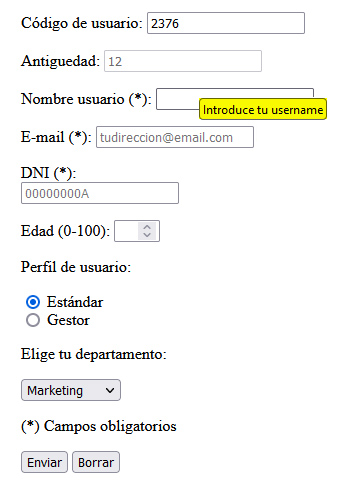 Código de usuario: 2376
Antiguedad: 12
Nombre usuario (*):
Introduce tu username
E-mail (*): tudireccion@email.com
DNI (*):
00000000A
Edad (0-100):
Perfil de usuario:
Estándar
Gestor
Elige tu departamento:
Marketing
(*) Campos obligatorios
Enviar Borrar